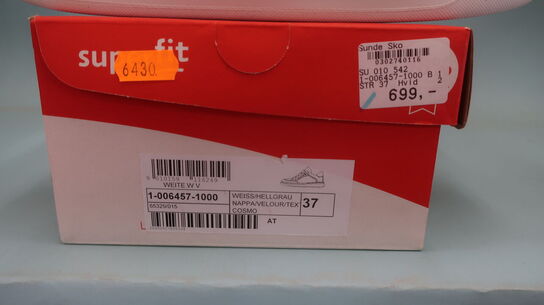 superfit
6430
Sunde Sko
0302740116
SU 010 542
1-006457-1000 B 1/2
STR 37 Hvid
699,-
WEITE W V
1-006457-1000
WEISS/HELLGRAU
NAPPA/VELOUR/TEX
COSMO
37
AT